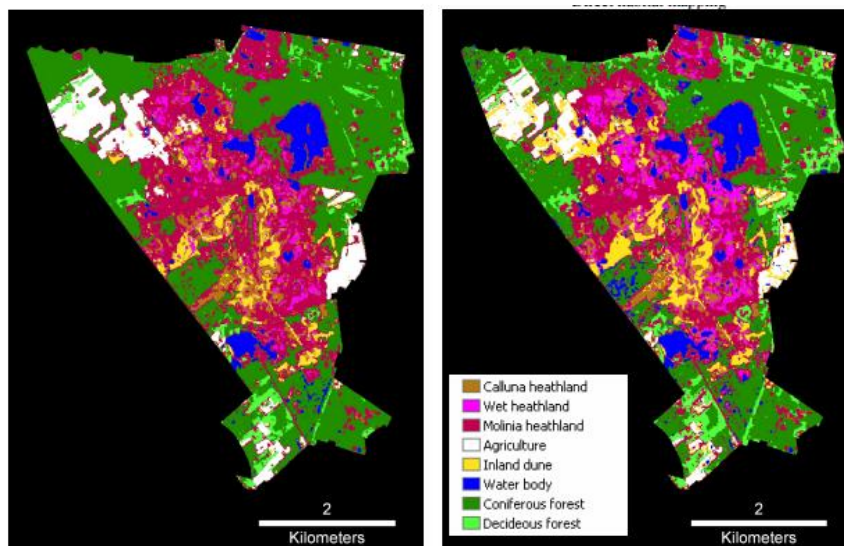 2
Kilometers
Calluna heathland
Wet heathland
Molinia heathland
Agriculture
Inland dune
Water body
Coniferous forest
Decideous forest
2
Kilometers